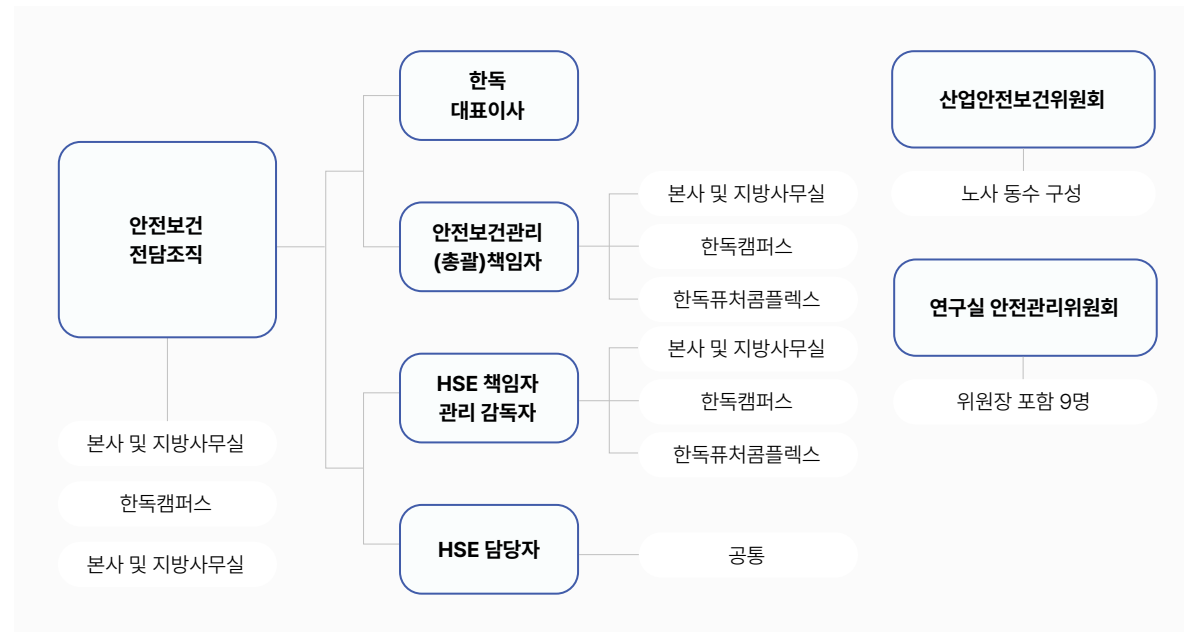 안전보건
전담조직
본사 및 지방사무실
한독캠퍼스
본사 및 지방사무실
한독
대표이사
안전보건관리
(총괄)책임자
본사 및 지방사무실
한독캠퍼스
한독퓨처콤플렉스
HSE 책임자
관리 감독자
본사 및 지방사무실
한독캠퍼스
한독퓨처콤플렉스
HSE 담당자
공통
산업안전보건위원회
노사 동수 구성
연구실 안전관리위원회
위원장 포함 9명